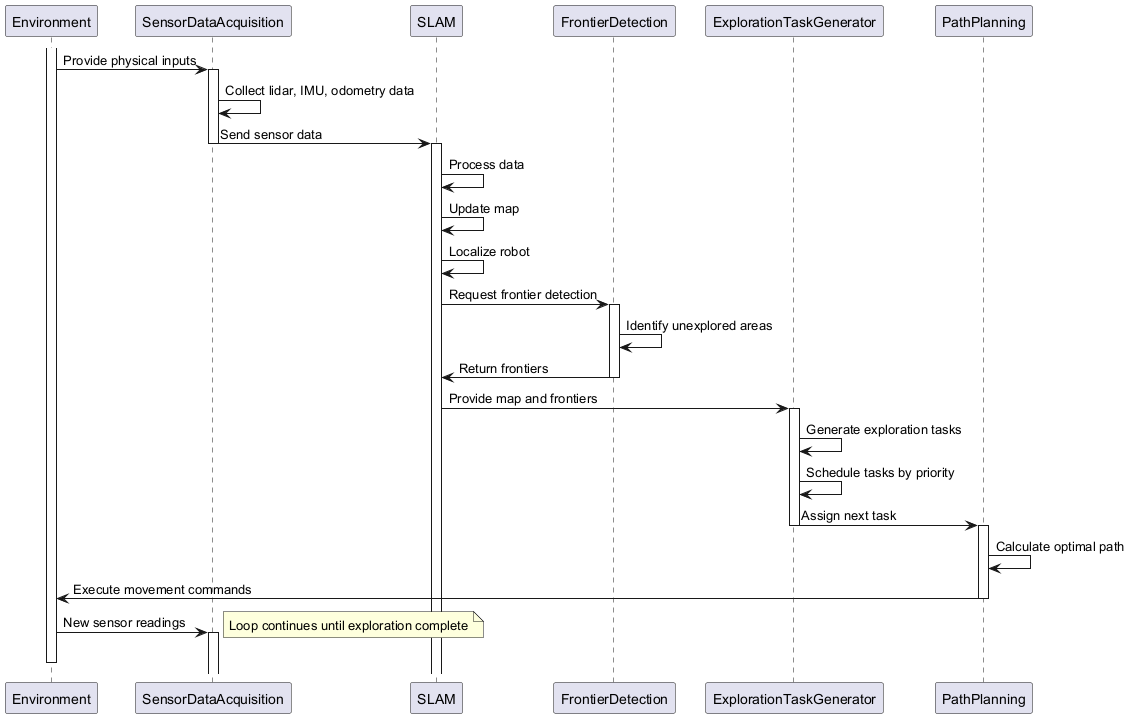 Environment
SensorDataAcquisition
SLAM
FrontierDetection
ExplorationTaskGenerator
PathPlanning
Provide physical inputs
Collect lidar, IMU, odometry data
Send sensor data
Process data
Update map
Localize robot
Request frontier detection
Identify unexplored areas
Return frontiers
Provide map and frontiers
Generate exploration tasks
Schedule tasks by priority
Assign next task
Calculate optimal path
Execute movement commands
New sensor readings
Loop continues until exploration complete
Environment
SensorDataAcquisition
SLAM
FrontierDetection
ExplorationTaskGenerator
PathPlanning